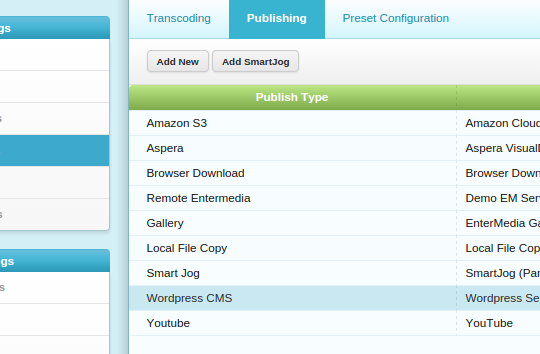 Transcoding Publishing Preset Configuration
Add New Add SmartJog
Publish Type
Amazon S3 Amazon Cloud
Aspera Aspera Visual
Browser Download Browser Down
Remote Entermedia Demo EM Ser
Gallery EnterMedia Ga
Local File Copy Local File Cop
Smart Jog SmartJog (Par
Wordpress CMS Wordpress Se
Youtube YouTube
gs
s
s
gs
s